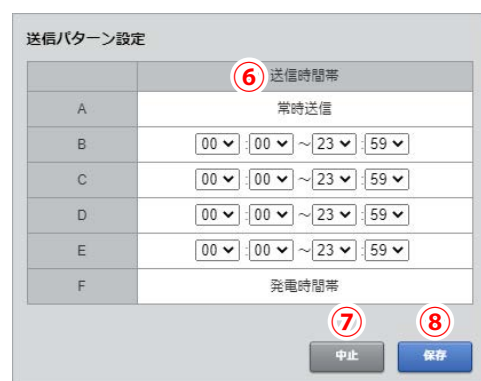 送信パターン設定
⑥ 送信時間帯
A 常時送信
B 00 : 00 ～ 23 : 59
C 00 : 00 ～ 23 : 59
D 00 : 00 ～ 23 : 59
E 00 : 00 ～ 23 : 59
F 発電時間帯
⑦ ⑧
中止 保存